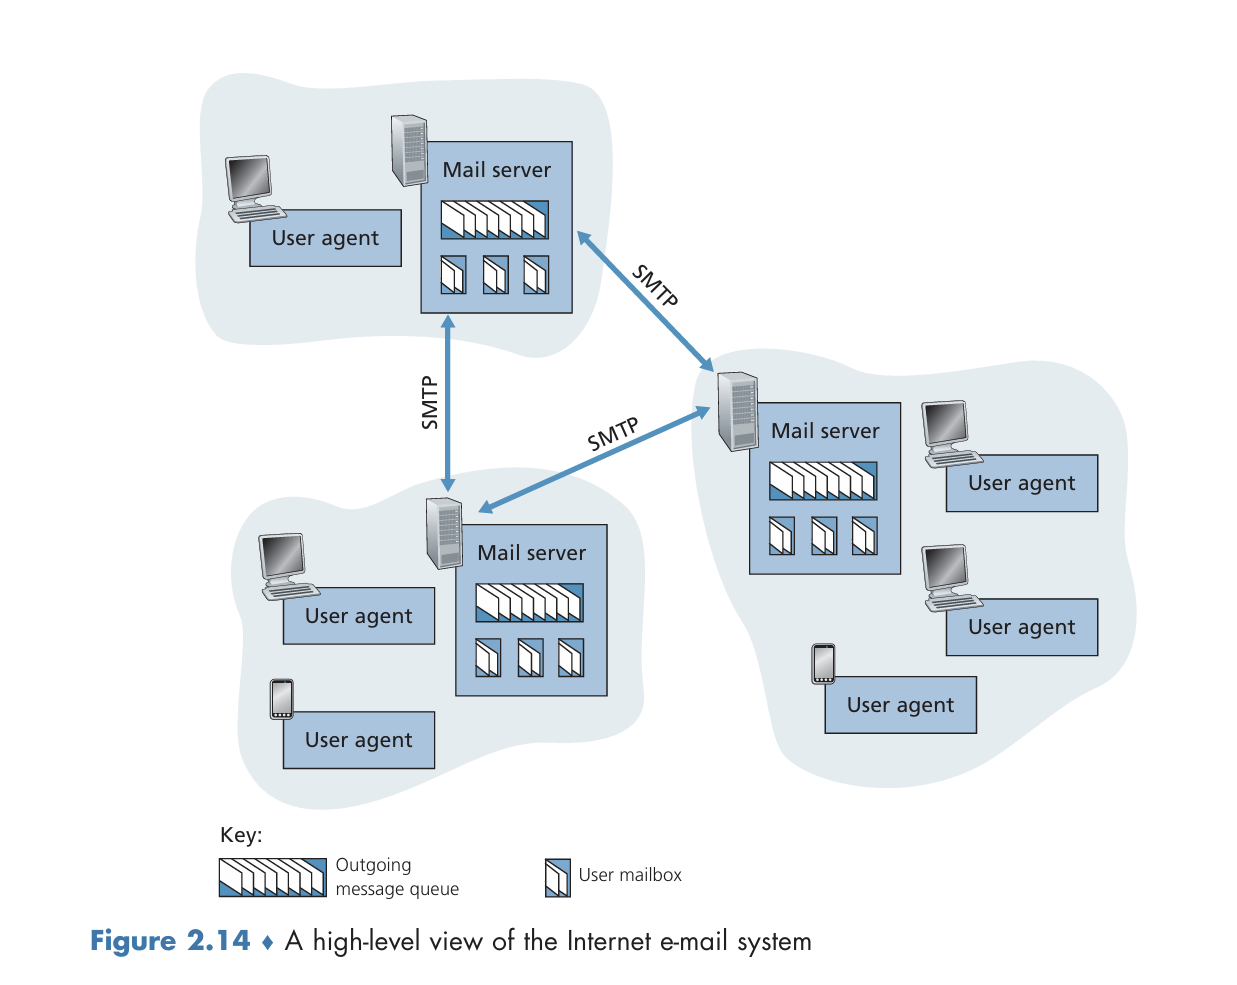 Mail server
User agent
SMTP
SMTP
SMTP
Mail server
User agent
Mail server
User agent
User agent
User agent
User agent
User agent
Key:
Outgoing
message queue
User mailbox
Figure 2.14 ♦ A high-level view of the Internet e-mail system